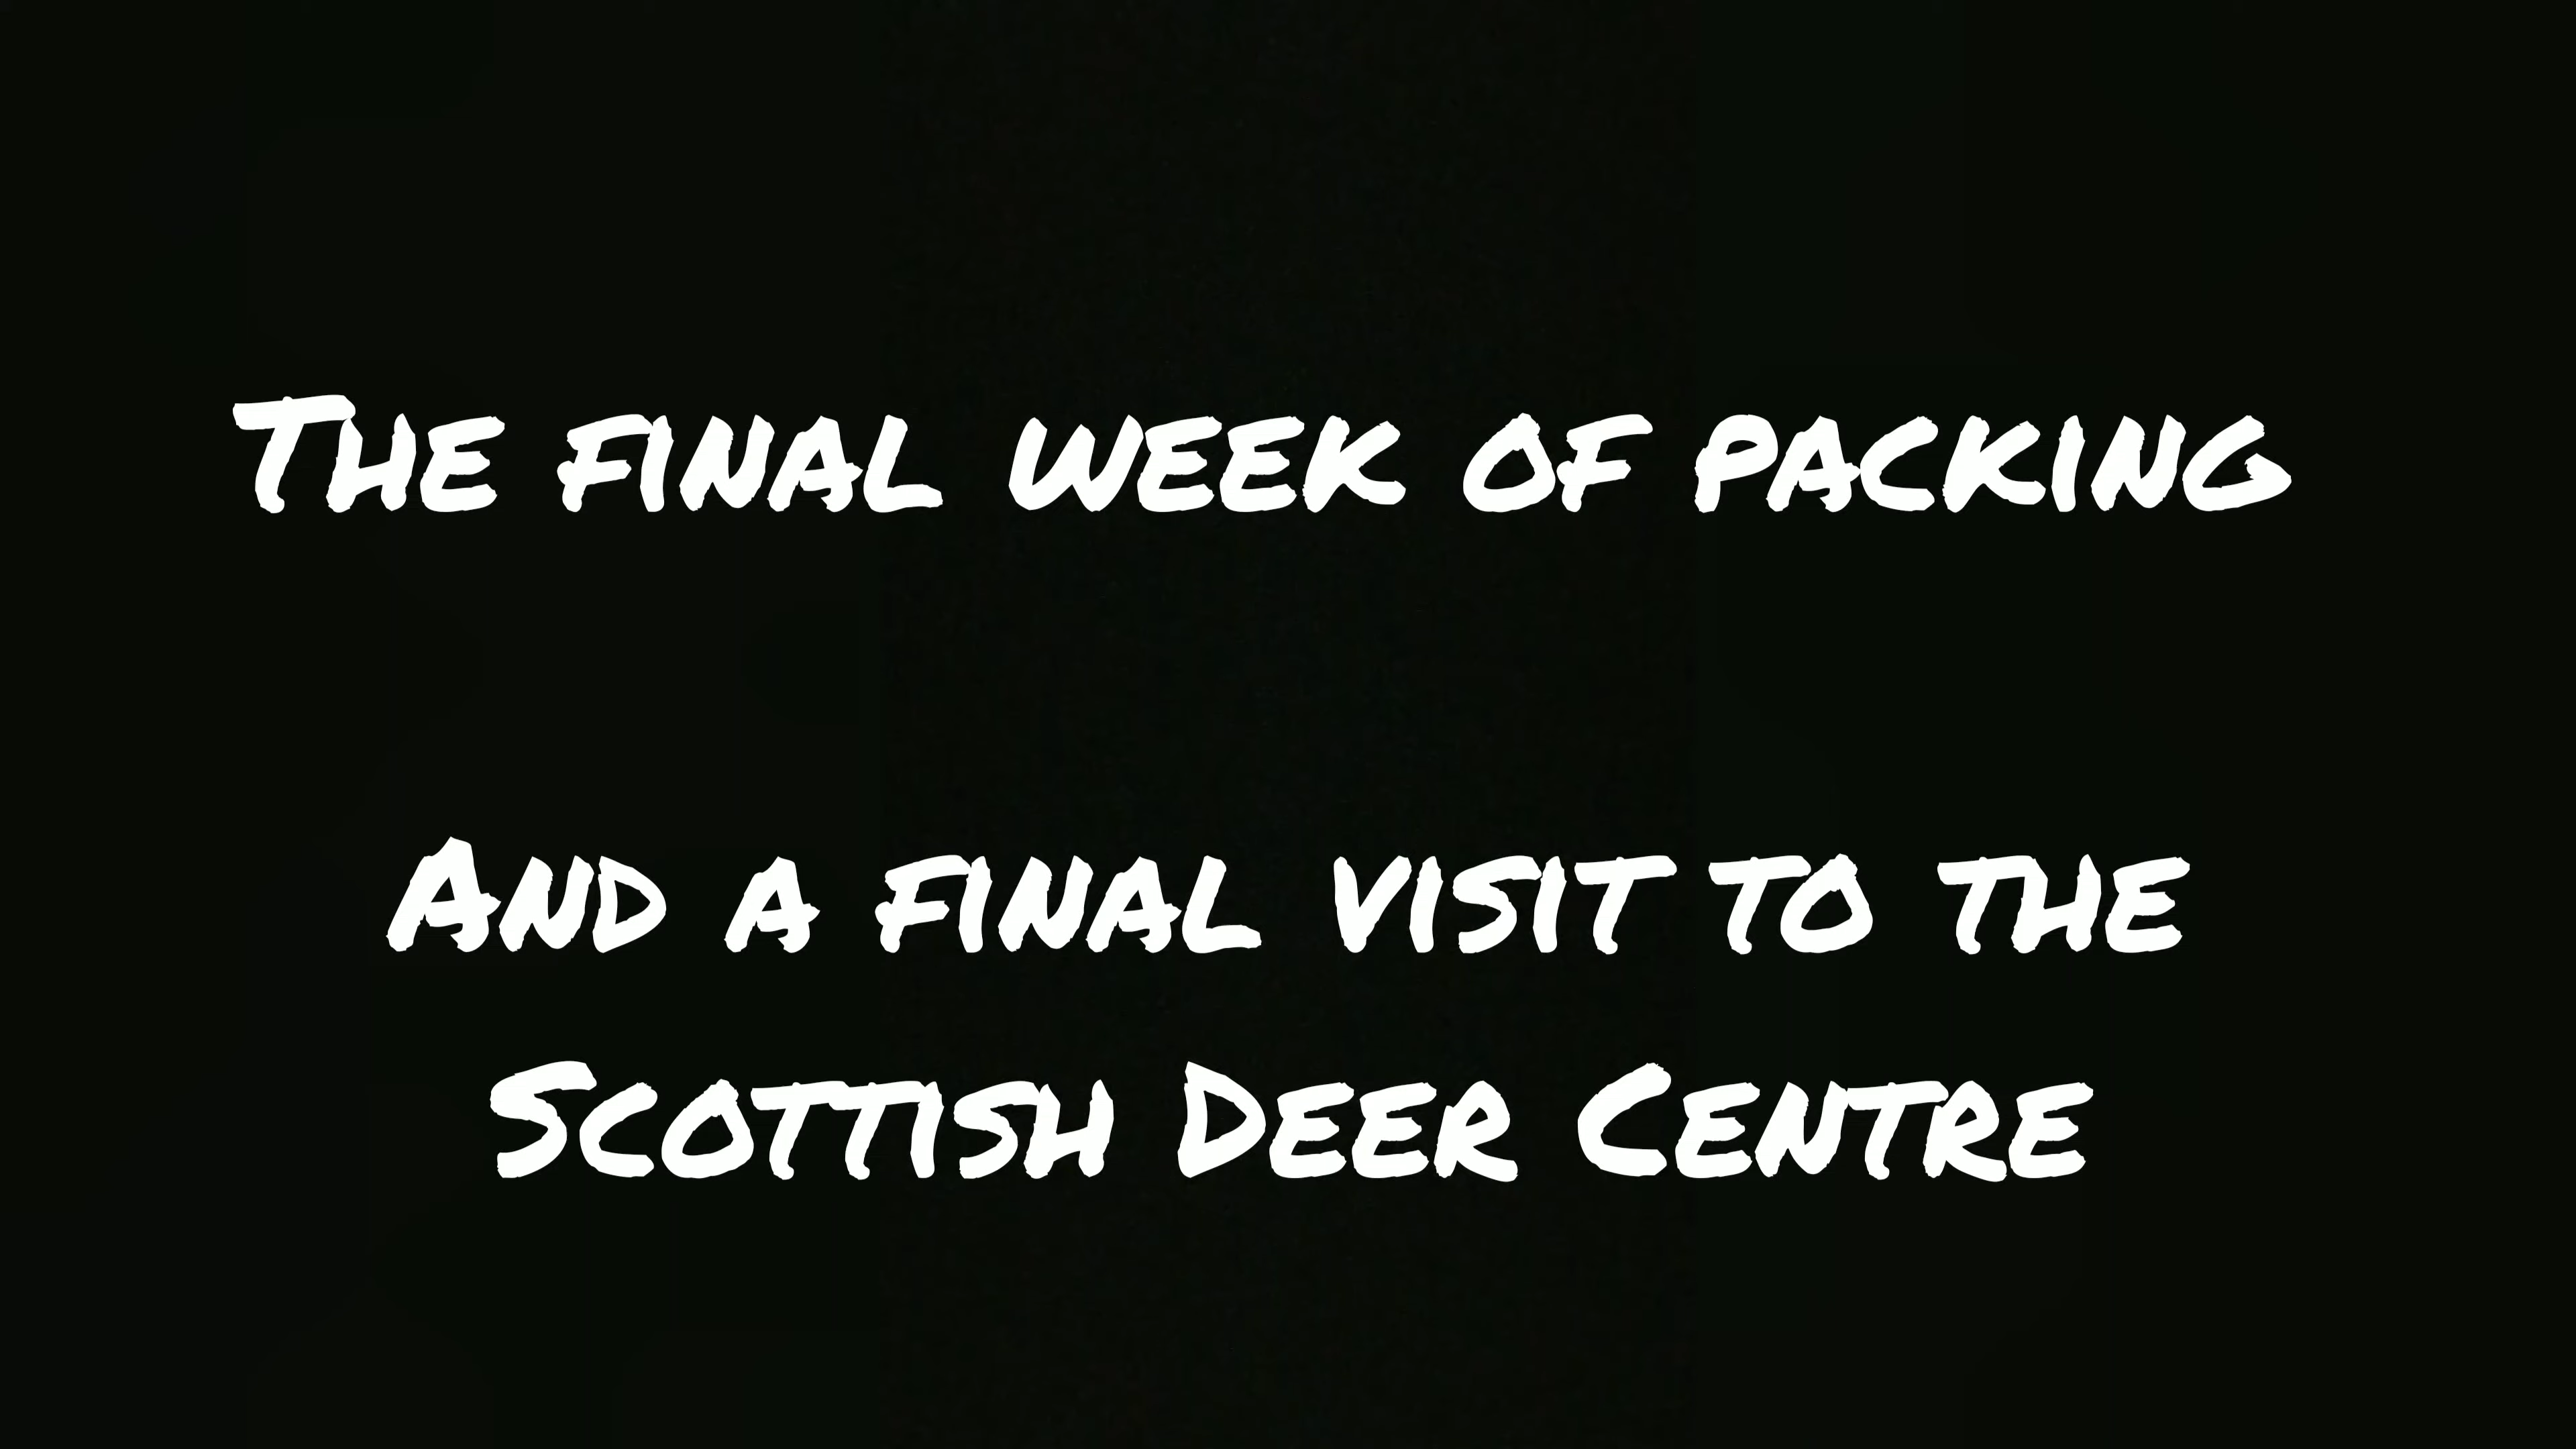 The final week of packing
And a final visit to the
Scottish Deer Centre